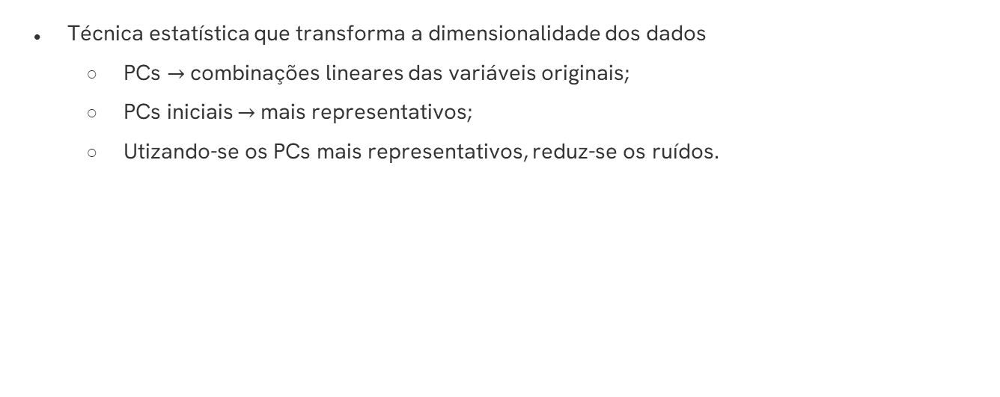 • Técnica estatística que transforma a dimensionalidade dos dados
○ PCs → combinações lineares das variáveis originais;
○ PCs iniciais → mais representativos;
○ Utizando-se os PCs mais representativos, reduz-se os ruídos.